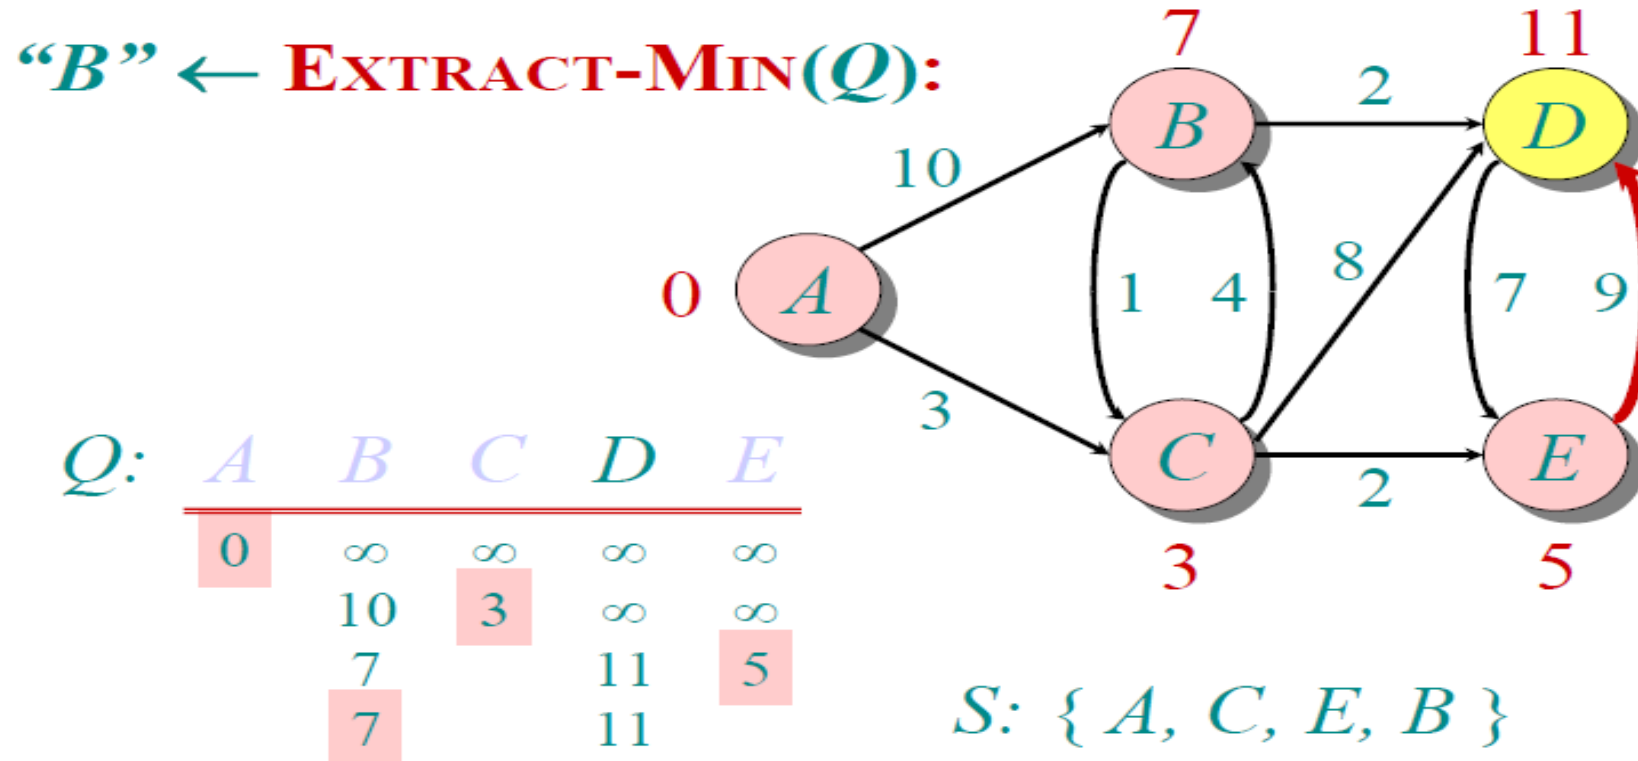 “B” ← EXTRACT-MIN(Q):
7 11
B 2 D
10
0 A 1 4 8 7 9
3
C 2 E
3 5
Q: A B C D E
0 ∞ ∞ ∞ ∞
10 3 ∞ ∞
7 11 5
7 11
S: { A, C, E, B }